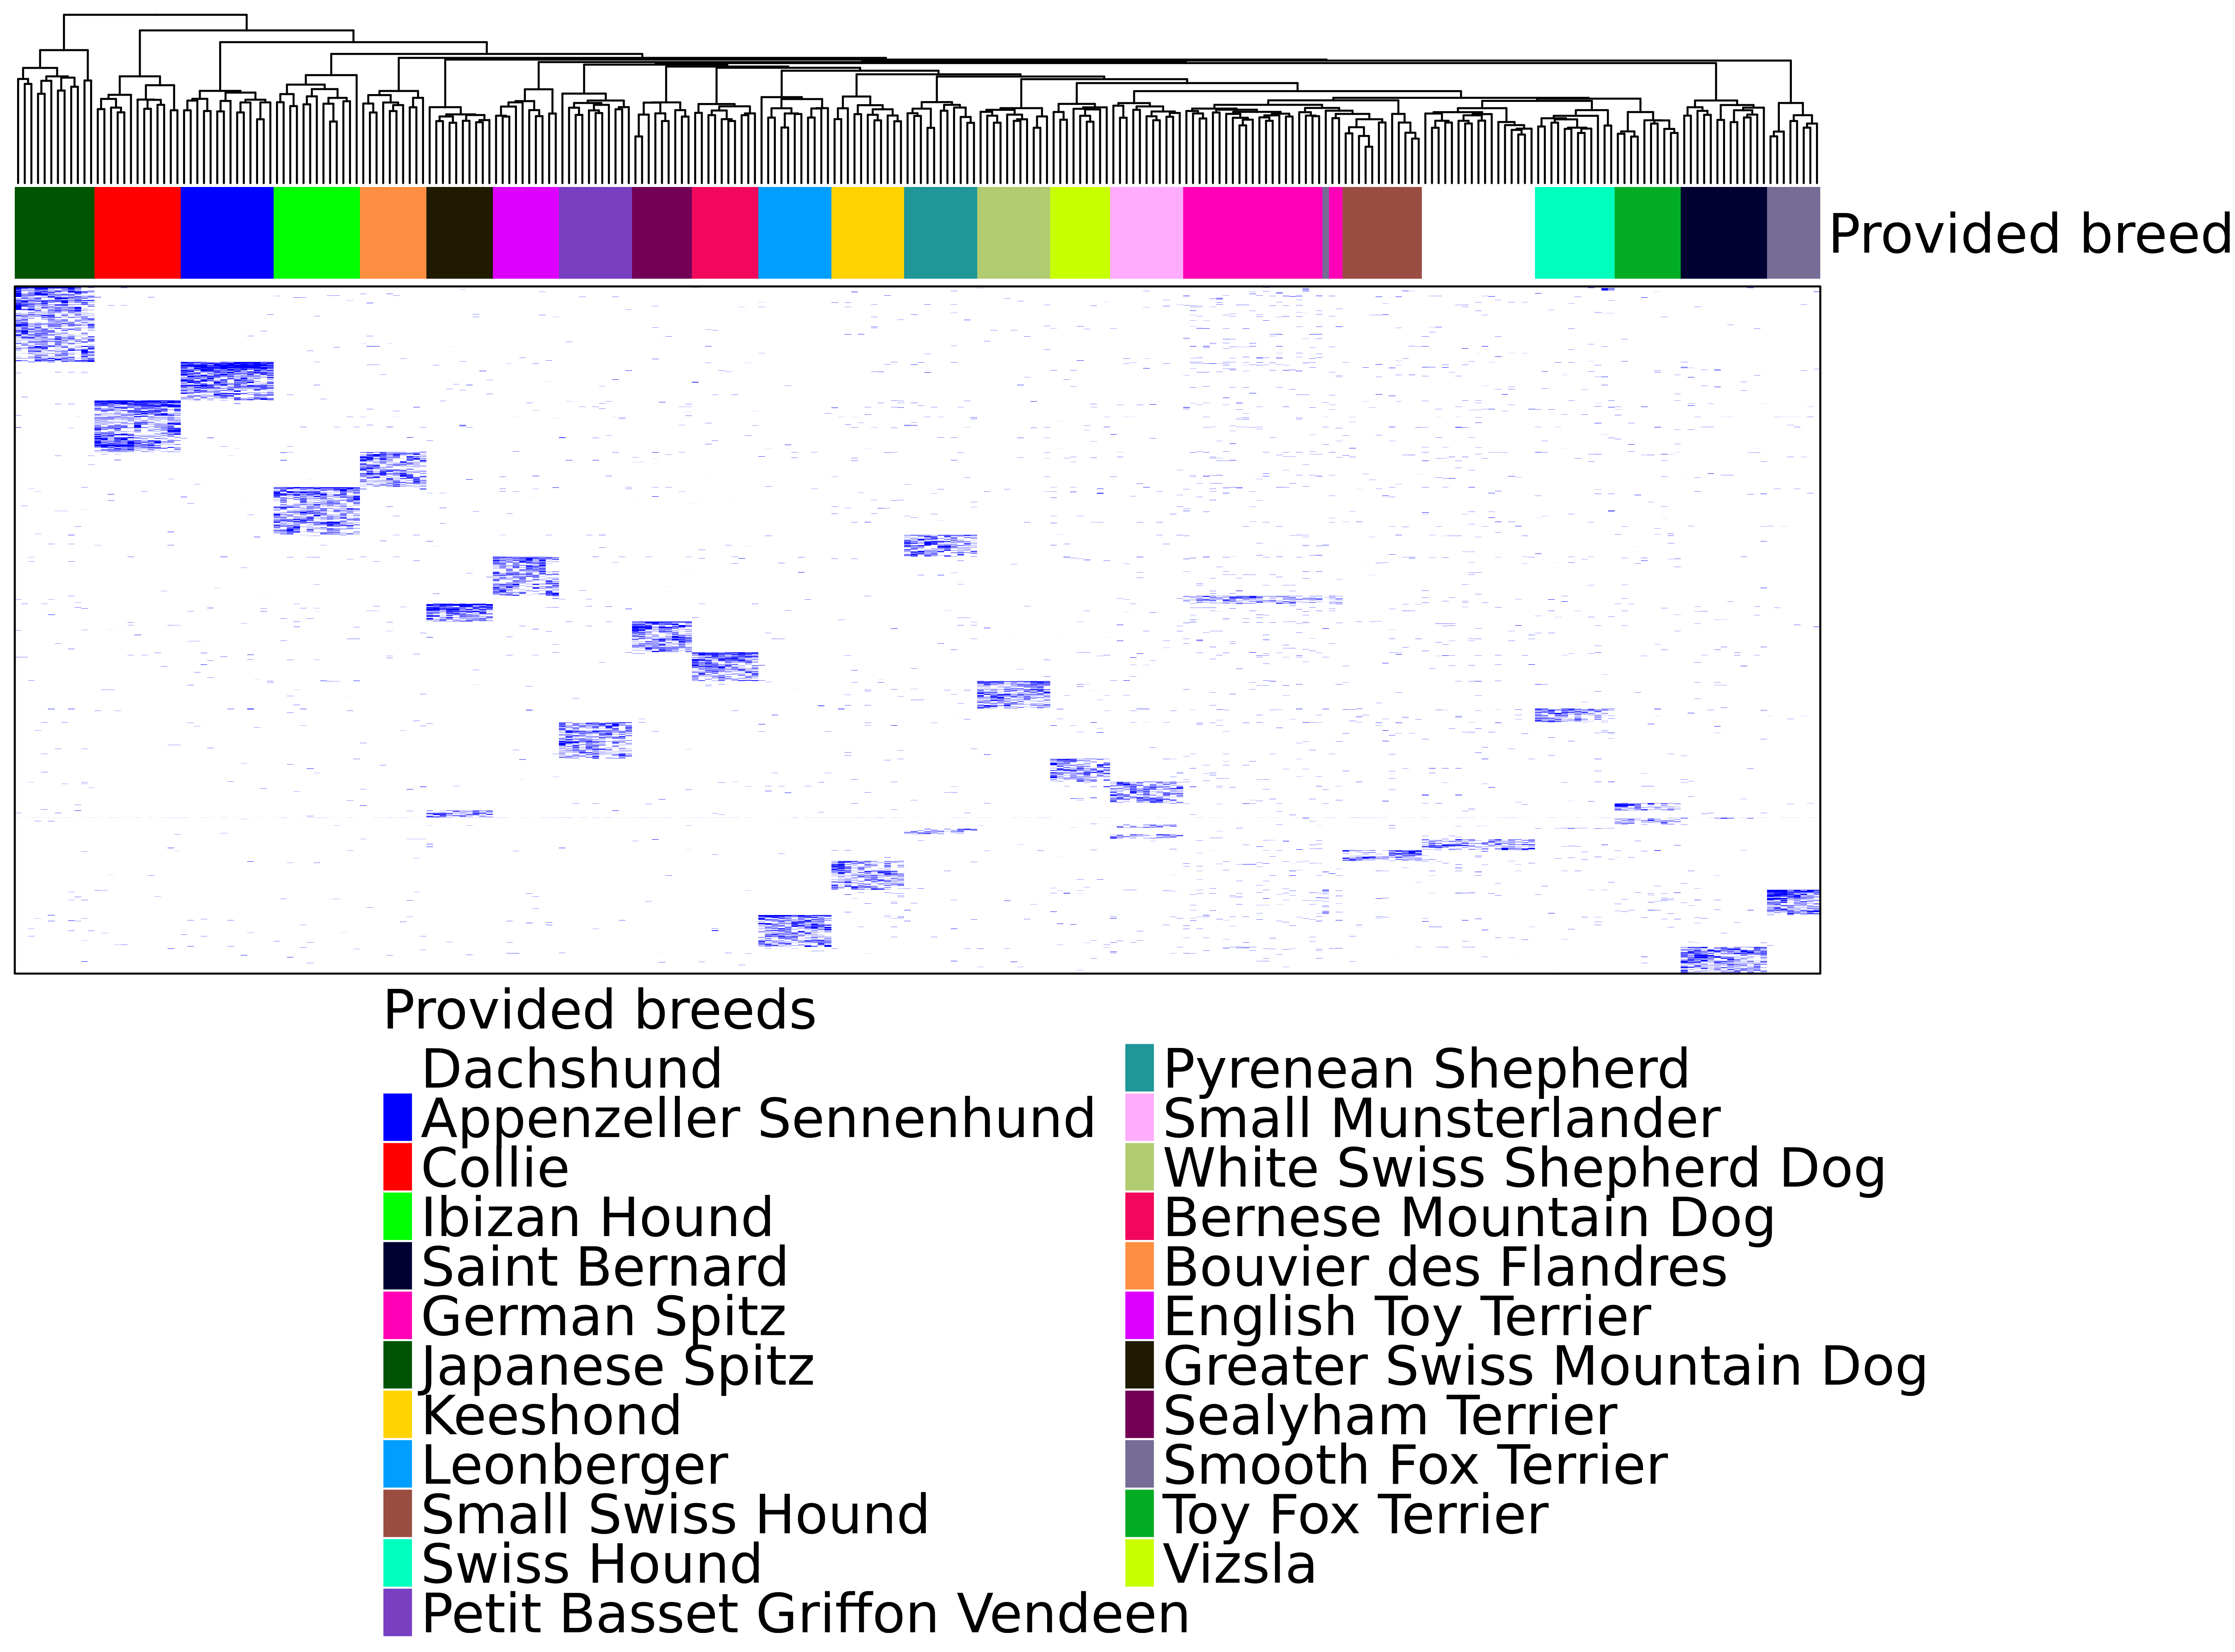 Provided breed
Provided breeds
Dachshund
Appenzeller Sennenhund
Collie
Ibizan Hound
Saint Bernard
German Spitz
Japanese Spitz
Keeshond
Leonberger
Small Swiss Hound
Swiss Hound
Petit Basset Griffon Vendeen
Pyrenean Shepherd
Small Munsterlander
White Swiss Shepherd Dog
Bernese Mountain Dog
Bouvier des Flandres
English Toy Terrier
Greater Swiss Mountain Dog
Sealyham Terrier
Smooth Fox Terrier
Toy Fox Terrier
Vizsla